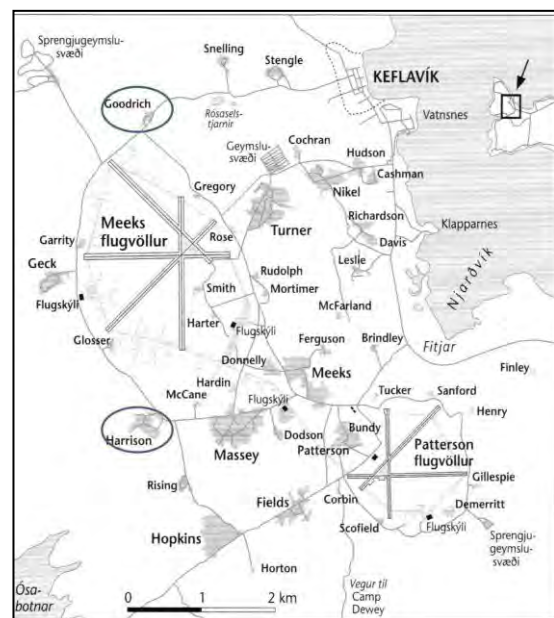 Sprengjugeymslu-
svæði
Snelling
Stengle
KEFLAVÍK
Goodrich
Rósasels-
tjarnir
Vatnsnes
Geymslu-
svæði
Cochran
Hudson
Cashman
Nikel
Gregory
Meeks
flugvöllur
Turner
Richardson
Klapparnes
Garrity
Rose
Davis
Geck
Leslie
Njarðvík
Rudolph
Smith
Mortimer
Flugskýli
McFarland
Harter
Flugskýli
Glosser
Ferguson
Brindley
Fitjar
Donnelly
Finley
Meeks
Hardin
McCane
Flugskýli
Tucker
Sanford
Henry
Harrison
Massey
Dodson
Bundy
Patterson
Patterson
flugvöllur
Rising
Gillespie
Fields
Corbin
Demerritt
Scofield
Flugskýli
Hopkins
Sprengju-
geymslu-
svæði
Horton
Ósa-
botnar
Vegur til
Camp
Dewey
0 1 2 km